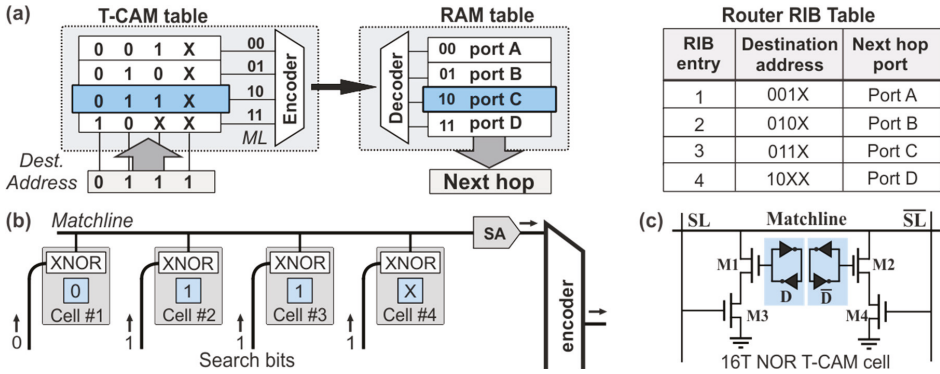 (a)
T-CAM table
0 0 1 X 00
0 1 0 X 01
0 1 1 X 10
1 0 X X 11
ML
Encoder
Dest.
Address
0 1 1 1
RAM table
Decoder
00 port A
01 port B
10 port C
11 port D
Next hop
Router RIB Table
RIB entry Destination address Next hop port
1 001X Port A
2 010X Port B
3 011X Port C
4 10XX Port D
(b)
Matchline
SA
XNOR XNOR XNOR XNOR
0 1 1 X
Cell #1 Cell #2 Cell #3 Cell #4
0 1 1 1
Search bits
encoder
(c)
SL Matchline S̅L̅
M1 M2
D D̅
M3 M4
16T NOR T-CAM cell